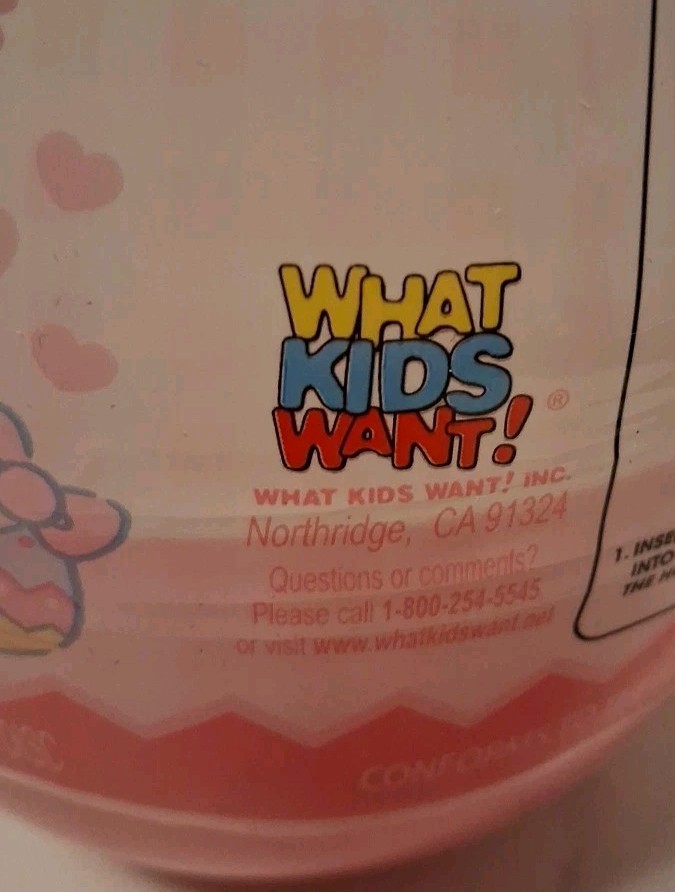 WHAT
KIDS
WANT!
®
WHAT KIDS WANT! INC.
Northridge, CA 91324
Questions or comments?
Please call 1-800-254-5545
or visit www.whatkidswant.net
1. INSE
INTO
THE